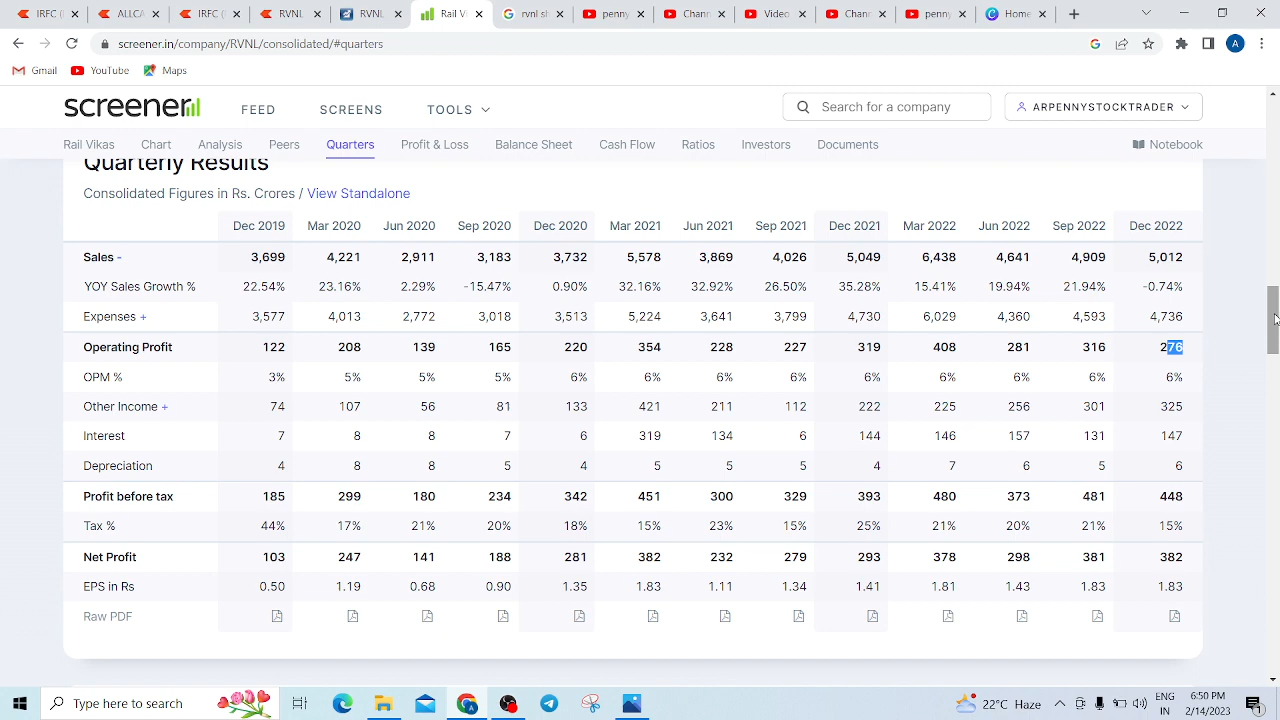 IRFC ( ALLCA IRFC ( RVNL RVNL Rail Vi rvnl sh penny Chanr Video Chanr penny Home
screener.in/company/RVNL/consolidated/#quarters A
Gmail YouTube Maps
screener FEED SCREENS TOOLS Search for a company ARPENNYSTOCKTRADER
Rail Vikas Chart Analysis Peers Quarters Profit & Loss Balance Sheet Cash Flow Ratios Investors Documents Notebook
Quarterly Results
Consolidated Figures in Rs. Crores / View Standalone
Dec 2019 Mar 2020 Jun 2020 Sep 2020 Dec 2020 Mar 2021 Jun 2021 Sep 2021 Dec 2021 Mar 2022 Jun 2022 Sep 2022 Dec 2022
Sales - 3,699 4,221 2,911 3,183 3,732 5,578 3,869 4,026 5,049 6,438 4,641 4,909 5,012
YOY Sales Growth % 22.54% 23.16% 2.29% -15.47% 0.90% 32.16% 32.92% 26.50% 35.28% 15.41% 19.94% 21.94% -0.74%
Expenses + 3,577 4,013 2,772 3,018 3,513 5,224 3,641 3,799 4,730 6,029 4,360 4,593 4,736
Operating Profit 122 208 139 165 220 354 228 227 319 408 281 316 276
OPM % 3% 5% 5% 5% 6% 6% 6% 6% 6% 6% 6% 6% 6%
Other Income + 74 107 56 81 133 421 211 112 222 225 256 301 325
Interest 7 8 8 7 6 319 134 6 144 146 157 131 147
Depreciation 4 8 8 5 4 5 5 5 4 7 6 5 6
Profit before tax 185 299 180 234 342 451 300 329 393 480 373 481 448
Tax % 44% 17% 21% 20% 18% 15% 23% 15% 25% 21% 20% 21% 15%
Net Profit 103 247 141 188 281 382 232 279 293 378 298 381 382
EPS in Rs 0.50 1.19 0.68 0.90 1.35 1.83 1.11 1.34 1.41 1.81 1.43 1.83 1.83
Raw PDF
Type here to search 22°C Haze ENG 6:50 PM
IN 2/14/2023